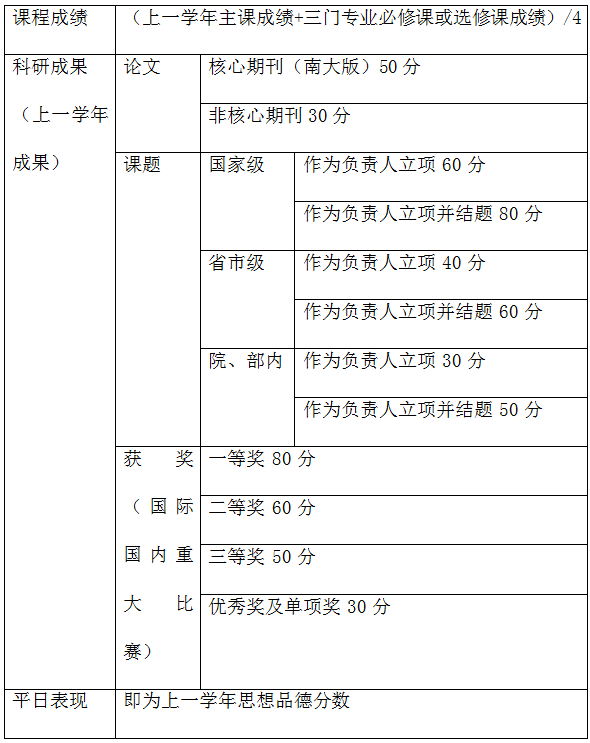 课程成绩
（上一学年主课成绩+三门专业必修课或选修课成绩）/4
科研成果
（上一学年
成果）
论文
核心期刊（南大版）50 分
非核心期刊 30 分
课题
国家级
作为负责人立项 60 分
作为负责人立项并结题 80 分
省市级
作为负责人立项 40 分
作为负责人立项并结题 60 分
院、部内
作为负责人立项 30 分
作为负责人立项并结题 50 分
获奖
（国际
国内重
大比
赛）
一等奖 80 分
二等奖 60 分
三等奖 50 分
优秀奖及单项奖 30 分
平日表现
即为上一学年思想品德分数